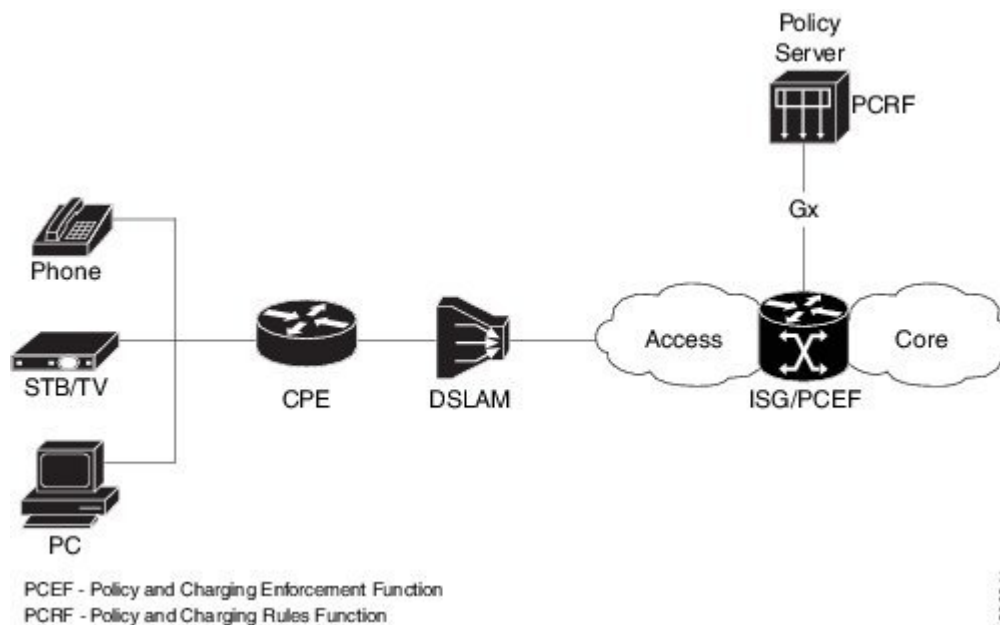 Policy
Server
PCRF
Gx
Phone
Access
Core
STB/TV
CPE
DSLAM
ISG/PCEF
PC
PCEF - Policy and Charging Enforcement Function
PCRF - Policy and Charging Rules Function